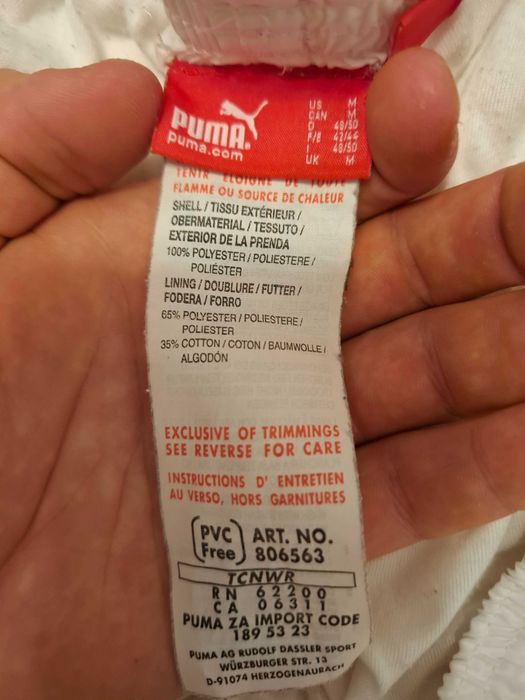 PUMA
puma.com
US M
CAN M
D 48/50
F/B 42/44
I 48/50
UK M
TENIR ÉLOIGNÉ DE TOUTE
FLAMME OU SOURCE DE CHALEUR
SHELL / TISSU EXTÉRIEUR /
OBERMATERIAL / TESSUTO /
EXTERIOR DE LA PRENDA
100% POLYESTER / POLIESTERE /
POLIÉSTER
LINING / DOUBLURE / FUTTER /
FODERA / FORRO
65% POLYESTER / POLIESTERE /
POLIESTER
35% COTTON / COTON / BAUMWOLLE /
ALGODÓN
EXCLUSIVE OF TRIMMINGS
SEE REVERSE FOR CARE
INSTRUCTIONS D' ENTRETIEN
AU VERSO, HORS GARNITURES
PVC Free
ART. NO.
806563
TCNWR
RN 62200
CA 06311
PUMA ZA IMPORT CODE
189 53 23
PUMA AG RUDOLF DASSLER SPORT
WÜRZBURGER STR. 13
D-91074 HERZOGENAURACH